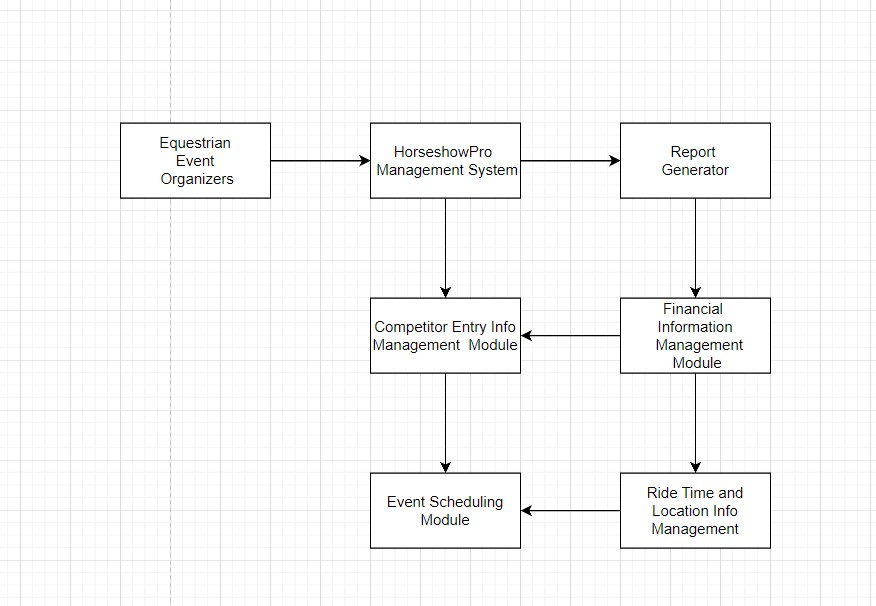 Equestrian
Event
Organizers
HorseshowPro
Management System
Report
Generator
Competitor Entry Info
Management Module
Financial
Information
Management
Module
Event Scheduling
Module
Ride Time and
Location Info
Management